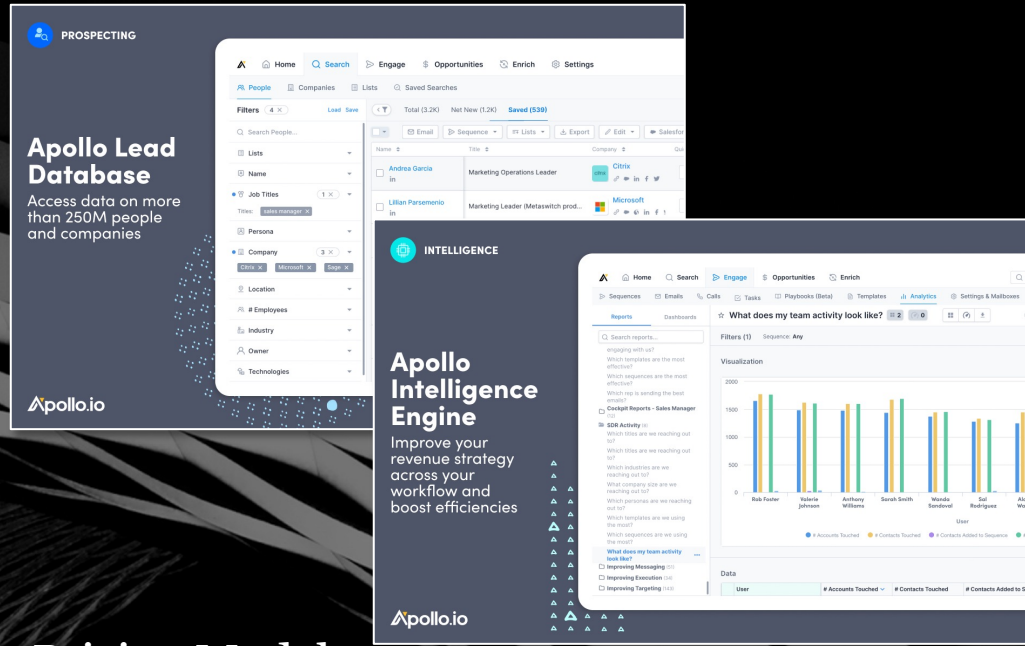 PROSPECTING
Apollo Lead
Database
Access data on more
than 250M people
and companies
Apollo.io
Home Search Engage Opportunities Enrich Settings
People Companies Lists Saved Searches
Filters 4 × Load Save
Total (3.2K) Net New (1.2K) Saved (539)
Search People...
Email Sequence Lists Export Edit Salesfor
Name Title Company Qui
Lists
Name
Job Titles 1 ×
Titles: sales manager ×
Persona
Company 3 ×
Citrix × Microsoft × Sage ×
Location
# Employees
Industry
Owner
Technologies
Andrea Garcia Marketing Operations Leader Citrix
in
Lillian Parsemenio Marketing Leader (Metaswitch prod... Microsoft
in
INTELLIGENCE
Apollo
Intelligence
Engine
Improve your
revenue strategy
across your
workflow and
boost efficiencies
Apollo.io
Home Search Engage Opportunities Enrich
Sequences Emails Calls Tasks Playbooks (Beta) Templates Analytics Settings & Mailboxes
Reports Dashboards
What does my team activity look like? 2 0
Search reports...
Filters (1) Sequence: Any
engaging with us?
Which templates are the most
effective?
Which sequences are the most
effective?
Which rep is sending the best
emails?
Cockpit Reports - Sales Manager
SDR Activity
Which titles are we reaching out
to?
Which titles are we reaching out
to?
Which industries are we
reaching out to?
What company size are we
reaching out to?
Which personas are we reaching
out to?
Which templates are we using
the most?
Which sequences are we using
the most?
What does my team activity
look like?
Improving Messaging
Improving Execution
Improving Targeting
Visualization
2000
1500
1000
500
0
Rob Foster
Valerie
Johnson
Anthony
Williams
Sarah Smith
Wanda
Sandoval
Sal
Rodriguez
User
# Accounts Touched # Contacts Touched # Contacts Added to Sequence
Data
User # Accounts Touched # Contacts Touched # Contacts Added to S